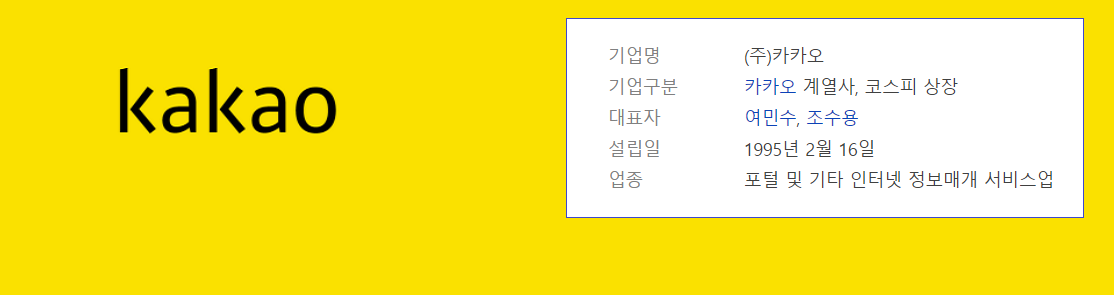 kakao
기업명 (주)카카오
기업구분 카카오 계열사, 코스피 상장
대표자 여민수, 조수용
설립일 1995년 2월 16일
업종 포털 및 기타 인터넷 정보매개 서비스업